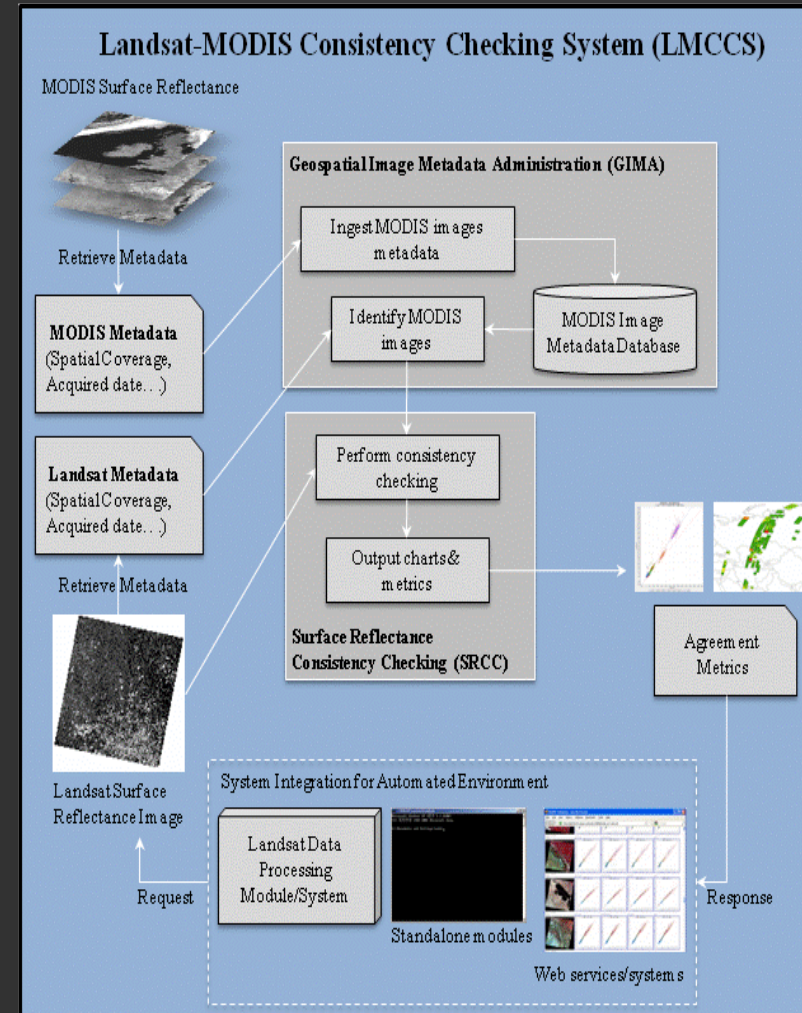 Landsat-MODIS Consistency Checking System (LMCCS)
MODIS Surface Reflectance
Geospatial Image Metadata Administration (GIMA)
Ingest MODIS images
metadata
Retrieve Metadata
MODIS Metadata
(Spatial Coverage,
Acquired date…)
Identify MODIS
images
MODIS Image
Metadata Database
Landsat Metadata
(Spatial Coverage,
Acquired date…)
Perform consistency
checking
Retrieve Metadata
Output charts &
metrics
Surface Reflectance
Consistency Checking (SRCC)
Agreement
Metrics
Landsat Surface
Reflectance Image
System Integration for Automated Environment
Landsat Data
Processing
Module/System
Request
Standalone modules
Web services/systems
Response